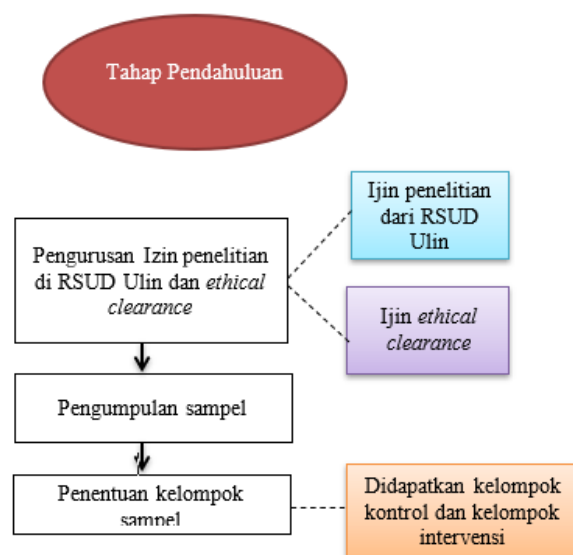 Tahap Pendahuluan
Ijin penelitian
dari RSUD
Ulin
Pengurusan Izin penelitian
di RSUD Ulin dan ethical
clearance
Ijin ethical
clearance
Pengumpulan sampel
Penentuan kelompok
sampel
Didapatkan kelompok
kontrol dan kelompok
intervensi